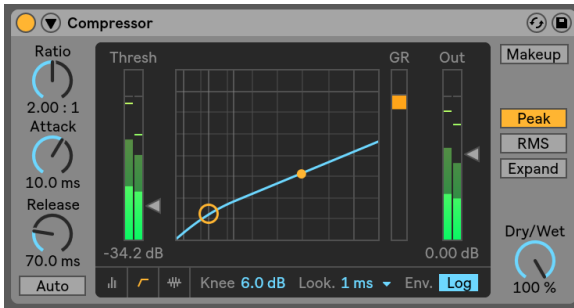 Compressor
Ratio
2.00 : 1
Attack
10.0 ms
Release
70.0 ms
Auto
Thresh
-34.2 dB
GR
Out
0.00 dB
Knee 6.0 dB Look. 1 ms Env. Log
Makeup
Peak
RMS
Expand
Dry/Wet
100 %